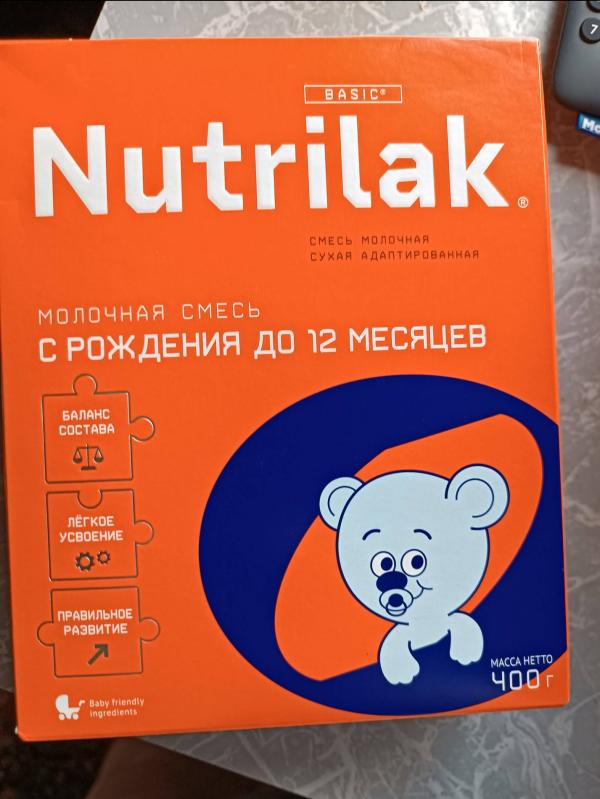 BASIC®
Nutrilak®
СМЕСЬ МОЛОЧНАЯ
СУХАЯ АДАПТИРОВАННАЯ
МОЛОЧНАЯ СМЕСЬ
С РОЖДЕНИЯ ДО 12 МЕСЯЦЕВ
БАЛАНС
СОСТАВА
ЛЁГКОЕ
УСВОЕНИЕ
ПРАВИЛЬНОЕ
РАЗВИТИЕ
Baby friendly
ingredients
МАССА НЕТТО
400 г
7